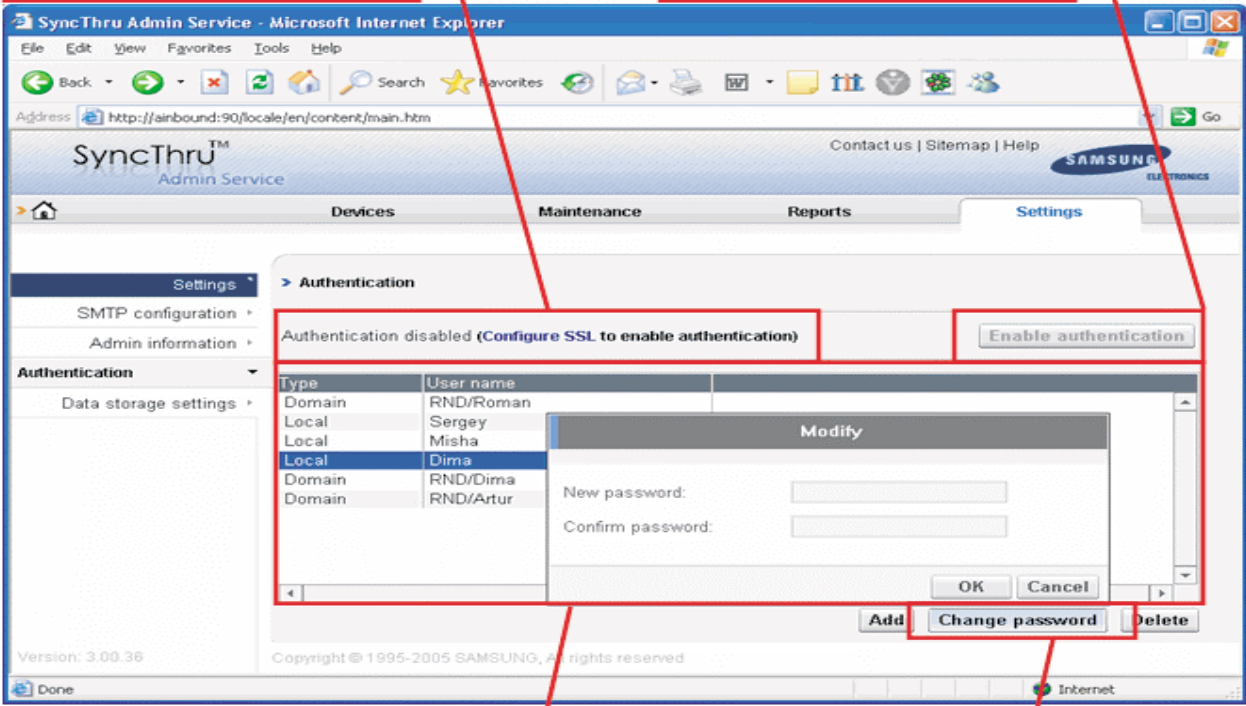 SyncThru Admin Service - Microsoft Internet Explorer
File Edit View Favorites Tools Help
Back Search Favorites
Address http://ainbound:90/locale/en/content/main.htm Go
Contact us | Sitemap | Help
SyncThru™
Admin Service
SAMSUNG
ELECTRONICS
Devices Maintenance Reports Settings
Settings
SMTP configuration
Admin information
Authentication
Data storage settings
Authentication
Authentication disabled (Configure SSL to enable authentication) Enable authentication
Type User name
Domain RND/Roman
Local Sergey
Local Misha
Local Dima
Domain RND/Dima
Domain RND/Artur
Modify
New password:
Confirm password:
OK Cancel
Add Change password Delete
Version: 3.00.36 Copyright © 1995-2005 SAMSUNG, All rights reserved
Done Internet